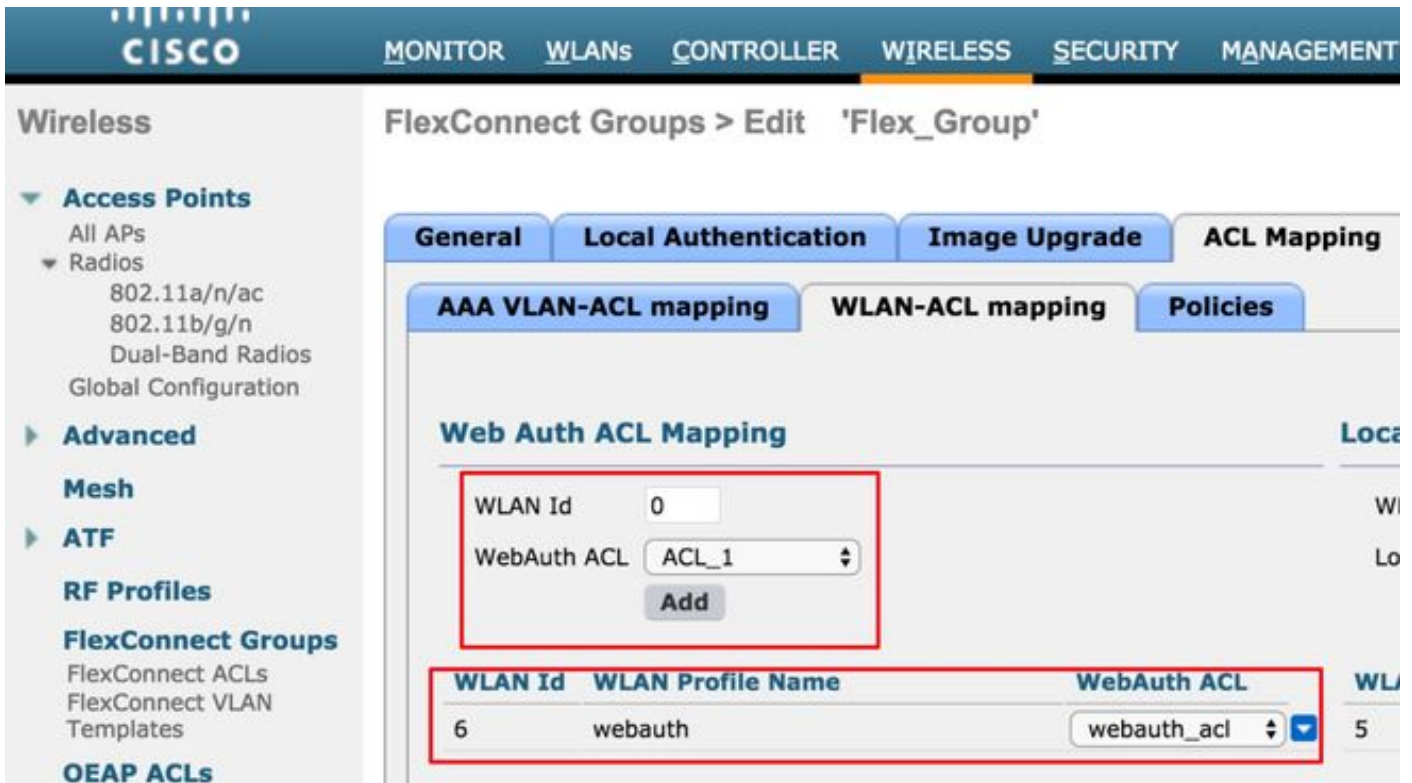 CISCO
MONITOR WLANs CONTROLLER WIRELESS SECURITY MANAGEMENT
Wireless
Access Points
All APs
Radios
802.11a/n/ac
802.11b/g/n
Dual-Band Radios
Global Configuration
Advanced
Mesh
ATF
RF Profiles
FlexConnect Groups
FlexConnect ACLs
FlexConnect VLAN
Templates
OEAP ACLs
FlexConnect Groups > Edit 'Flex_Group'
General Local Authentication Image Upgrade ACL Mapping
AAA VLAN-ACL mapping WLAN-ACL mapping Policies
Web Auth ACL Mapping
WLAN Id 0
WebAuth ACL ACL_1
Add
WLAN Id WLAN Profile Name WebAuth ACL
6 webauth webauth_acl 5